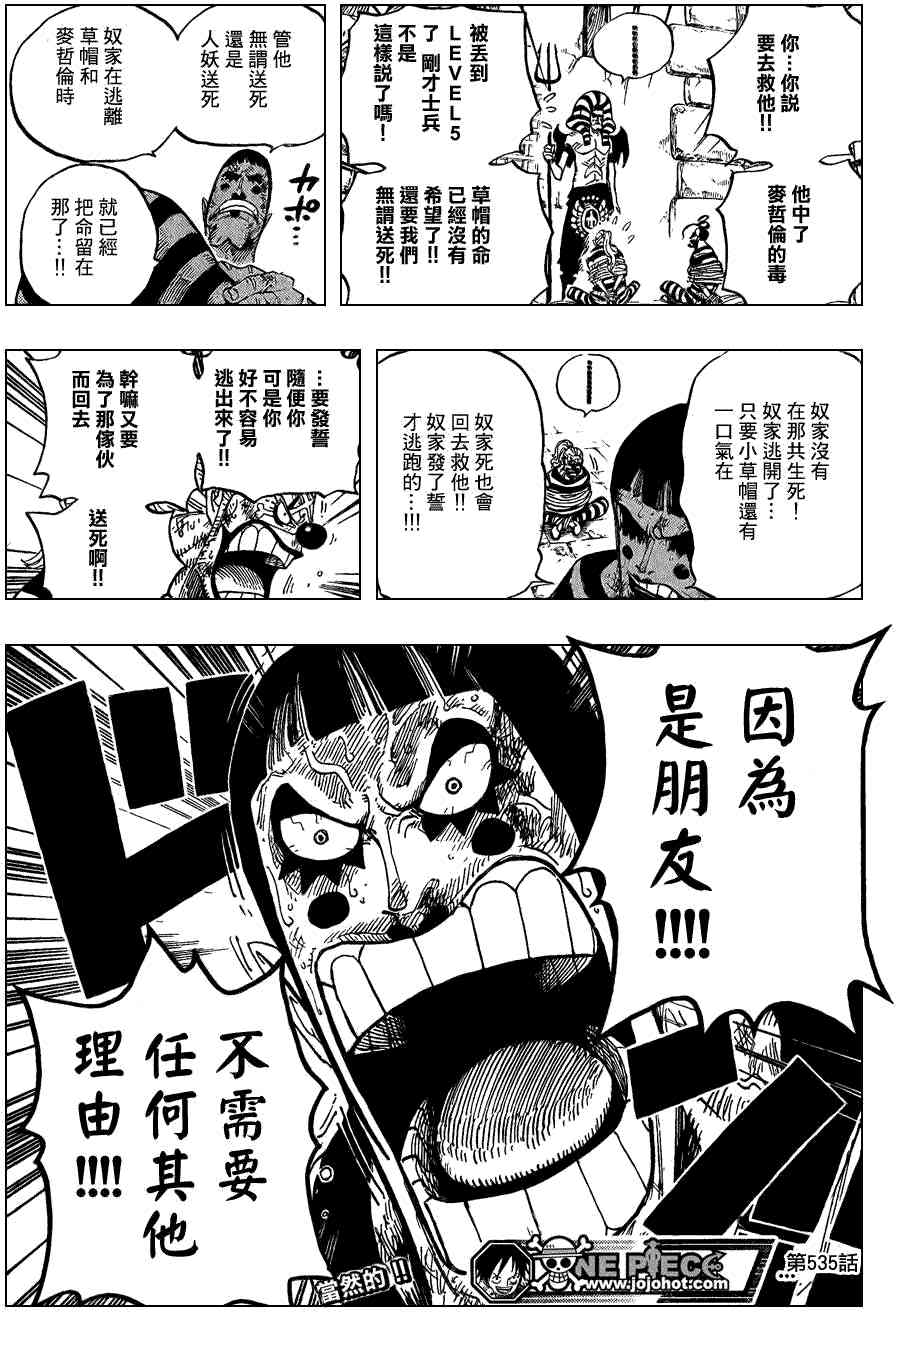 你…你說
要去救他!!
他中了
麥哲倫的毒
被丟到
LEVEL5
了 剛才士兵
不是
這樣說了嗎！
草帽的命
已經沒有
希望了!!
還要我們
無謂送死!!
管他
無謂送死
還是
人妖送死
奴家在逃離
草帽和
麥哲倫時
就已經
把命留在
那了…!!
奴家沒有
在那共生死！
奴家逃開了…
只要小草帽還有
一口氣在
奴家死也會
回去救他!!
奴家發了誓
才逃跑的…!!!
…要發誓
隨便你
可是你
好不容易
逃出來了!!
幹嘛又要
為了那傢伙
而回去
送死啊!!
因為
是朋友!!!!
不需要
任何其他
理由!!!!
當然的!!
ONE PIECE
www.jojohot.com
第535話
…